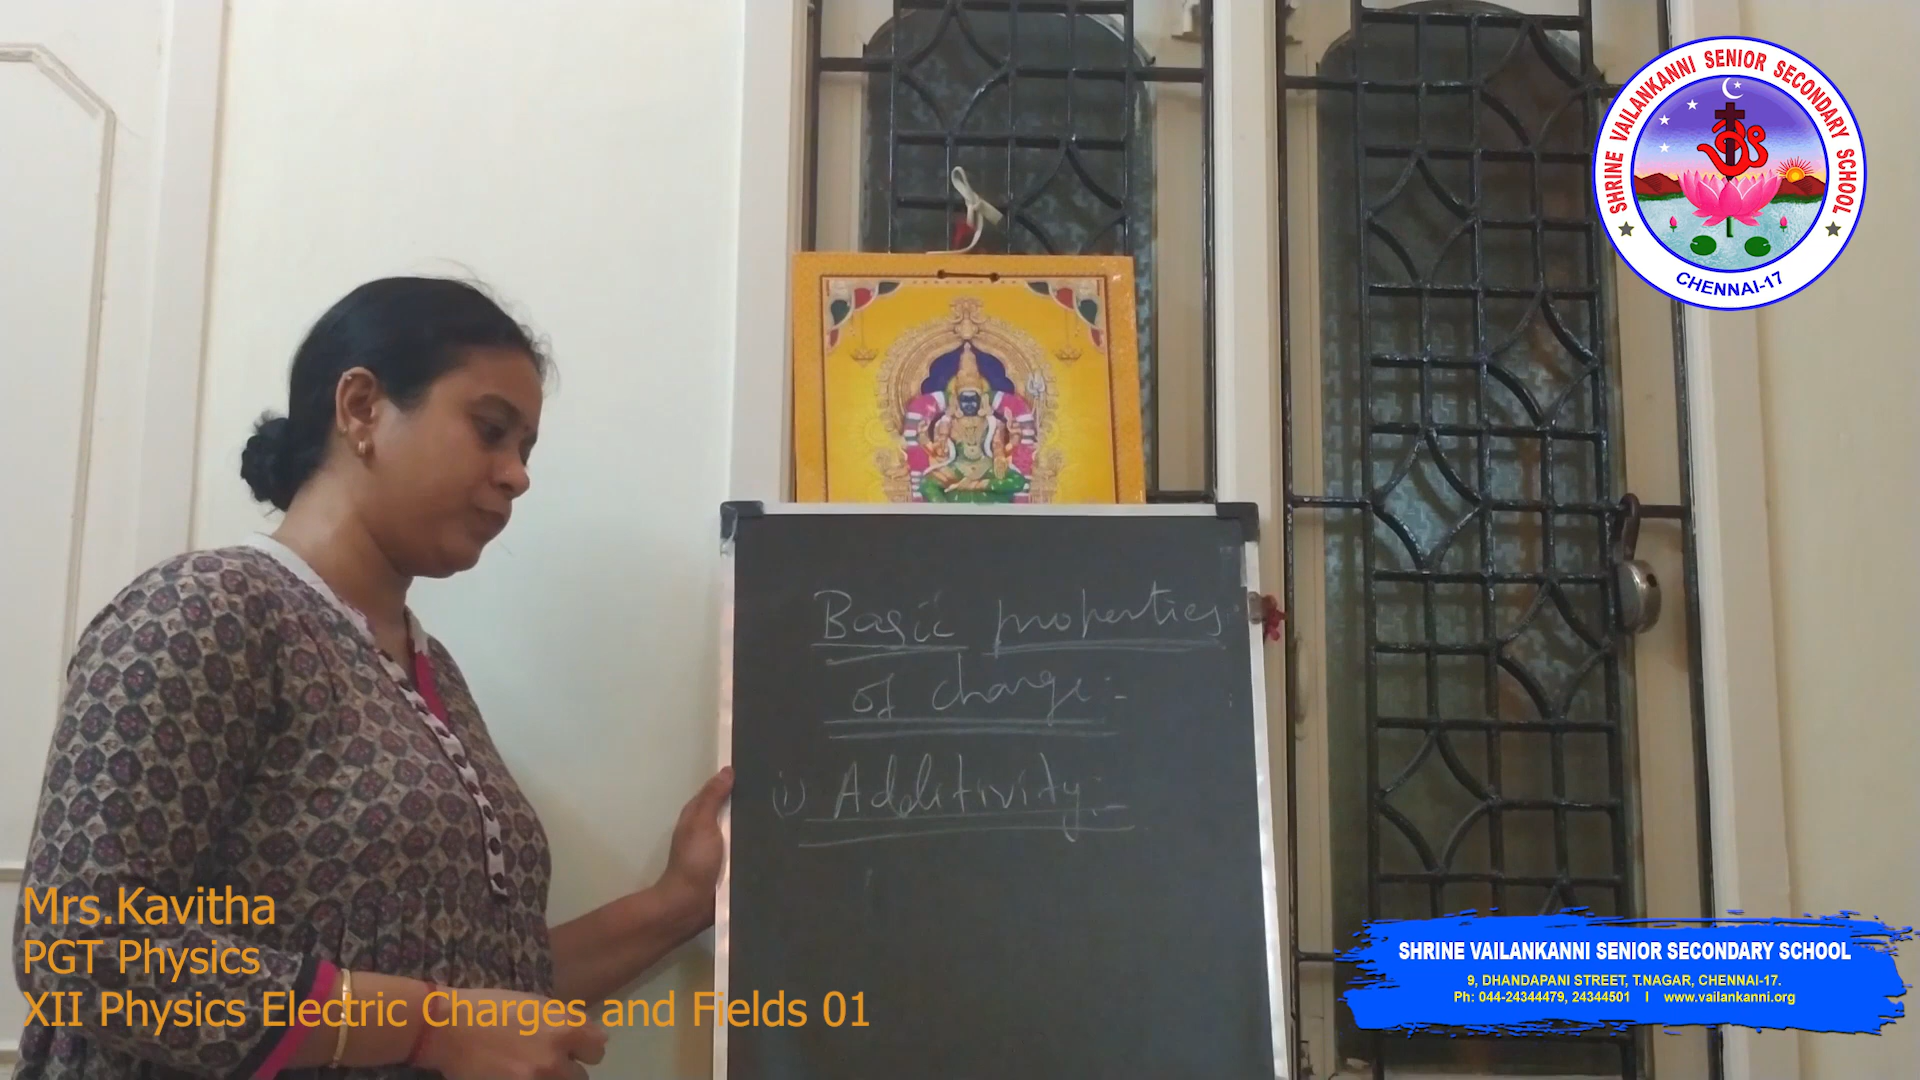 SHRINE VAILANKANNI SENIOR SECONDARY SCHOOL
CHENNAI-17
Basic properties
of charge:-
(i) Additivity:-
Mrs.Kavitha
PGT Physics
XII Physics Electric Charges and Fields 01
SHRINE VAILANKANNI SENIOR SECONDARY SCHOOL
9, DHANDAPANI STREET, T.NAGAR, CHENNAI-17.
Ph: 044-24344479, 24344501 I www.vailankanni.org